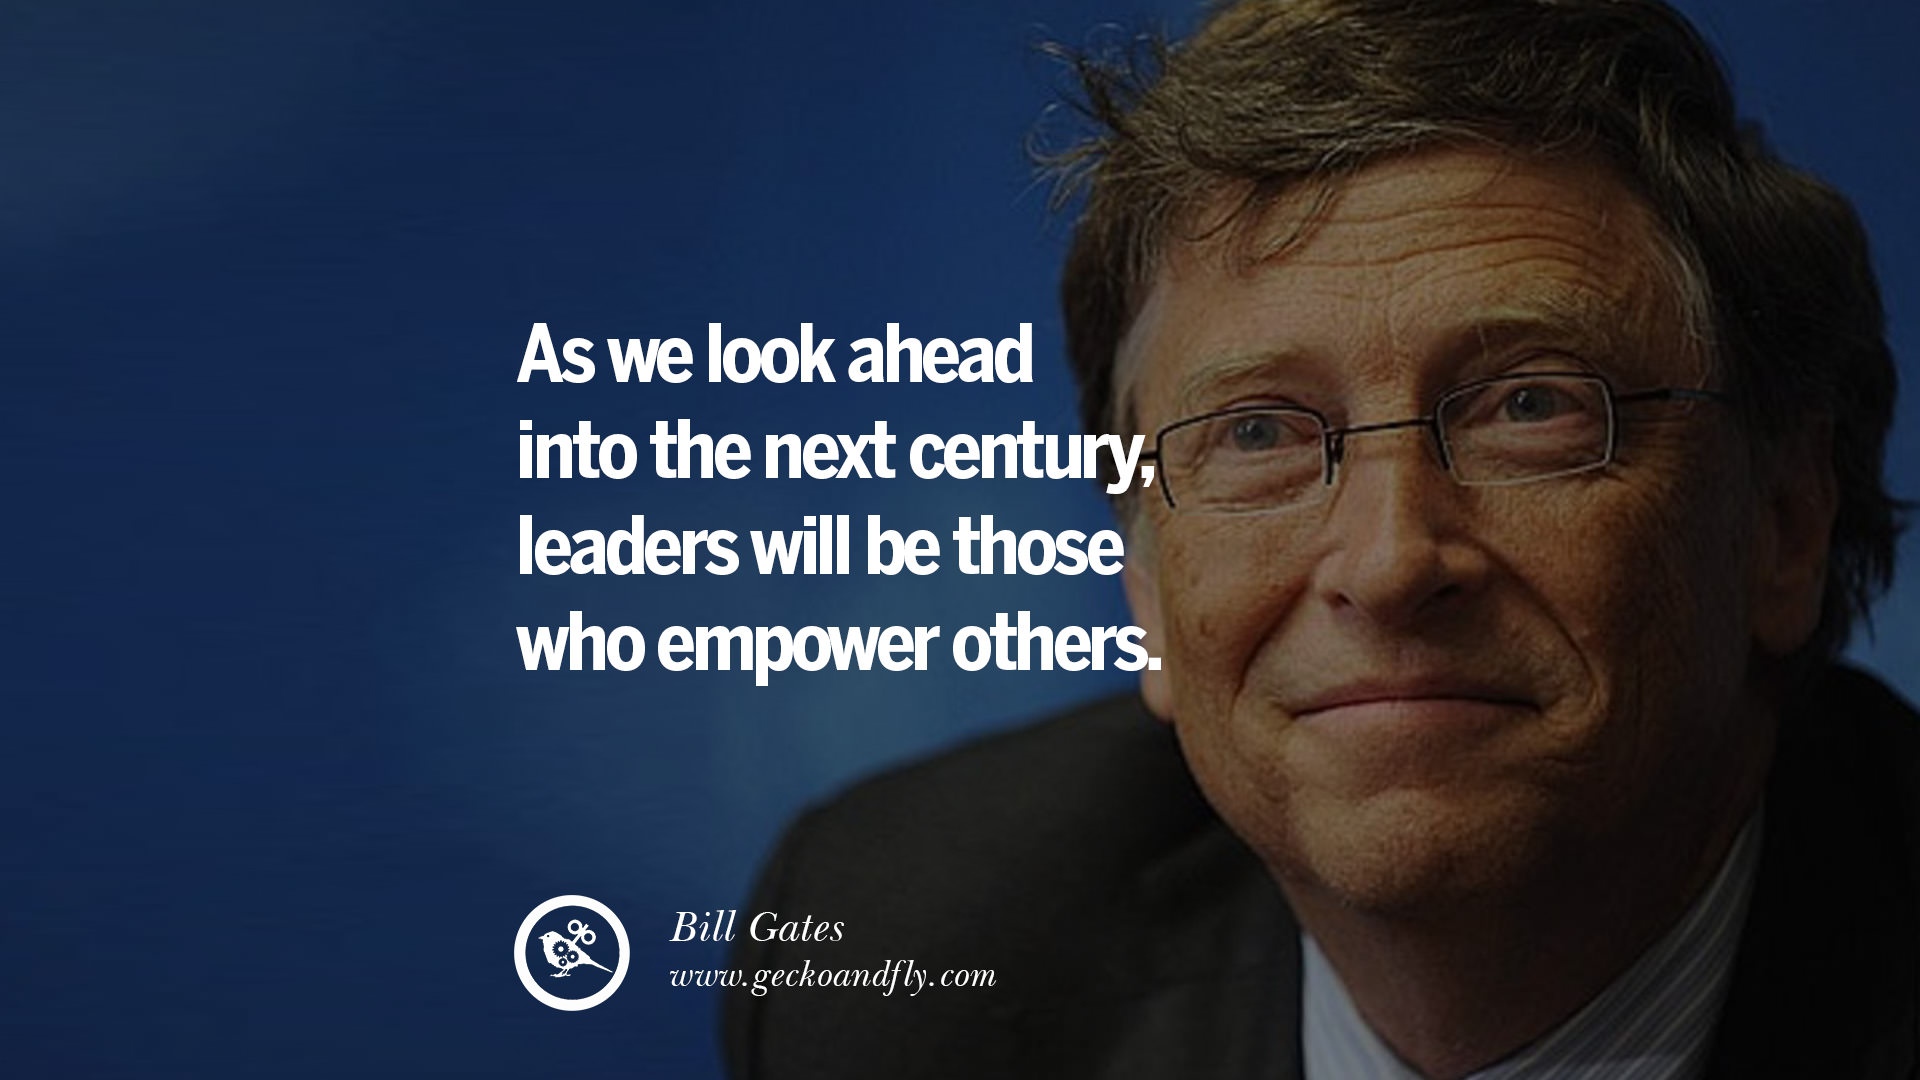 As we look ahead
into the next century,
leaders will be those
who empower others.
Bill Gates
www.geckoandfly.com